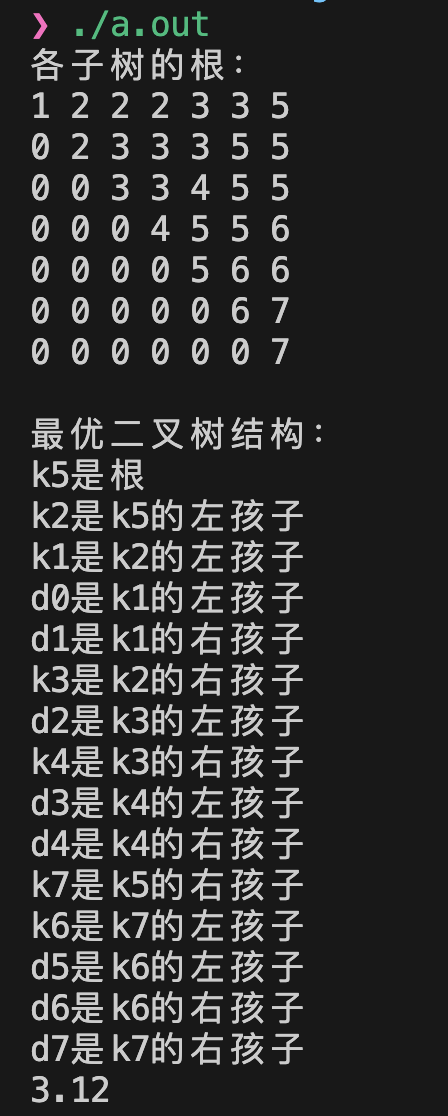 ❯ ./a.out
各子树的根：
1 2 2 2 3 3 5
0 2 3 3 3 5 5
0 0 3 3 4 5 5
0 0 0 4 5 5 6
0 0 0 0 5 6 6
0 0 0 0 0 6 7
0 0 0 0 0 0 7

最优二叉树结构：
k5是根
k2是k5的左孩子
k1是k2的左孩子
d0是k1的左孩子
d1是k1的右孩子
k3是k2的右孩子
d2是k3的左孩子
k4是k3的右孩子
d3是k4的左孩子
d4是k4的右孩子
k7是k5的右孩子
k6是k7的左孩子
d5是k6的左孩子
d6是k6的右孩子
d7是k7的右孩子
3.12